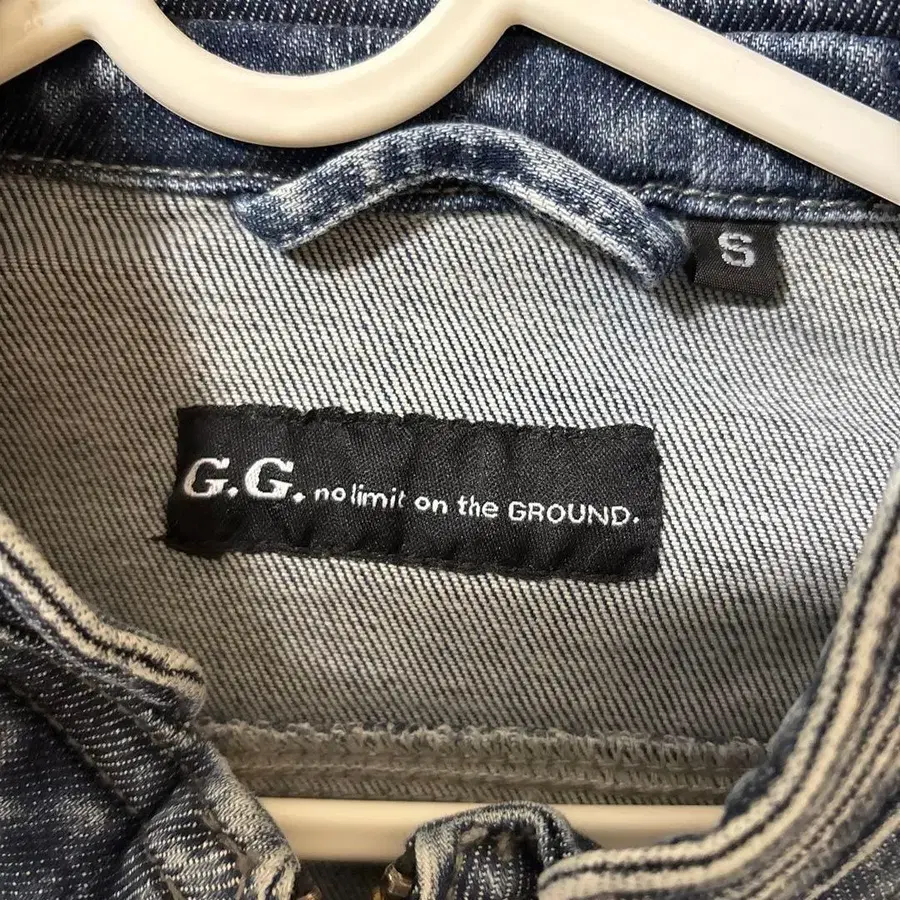 S
G.G. no limit on the GROUND.